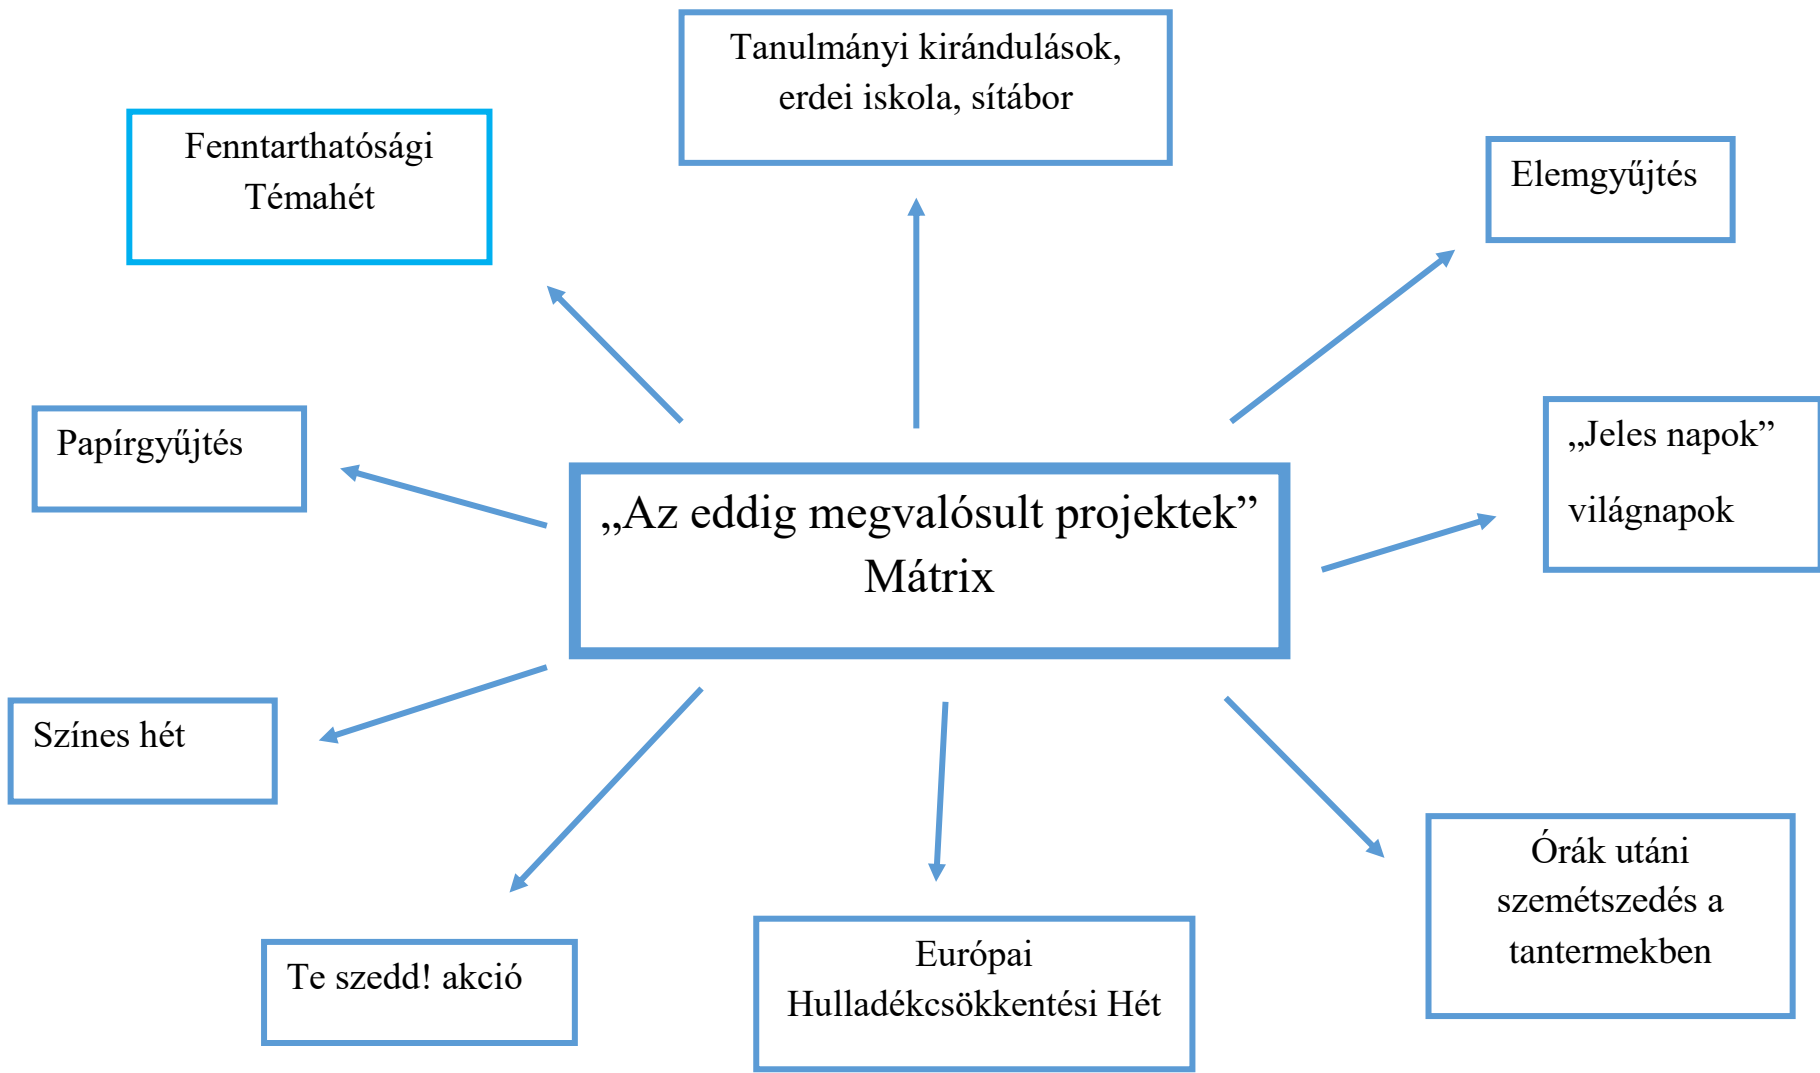 Tanulmányi kirándulások,
erdei iskola, sítábor
Fenntarthatósági
Témahét
Elemgyűjtés
Papírgyűjtés
„Jeles napok”
világnapok
„Az eddig megvalósult projektek”
Mátrix
Színes hét
Órák utáni
szemétszedés a
tantermekben
Te szedd! akció
Európai
Hulladékcsökkentési Hét